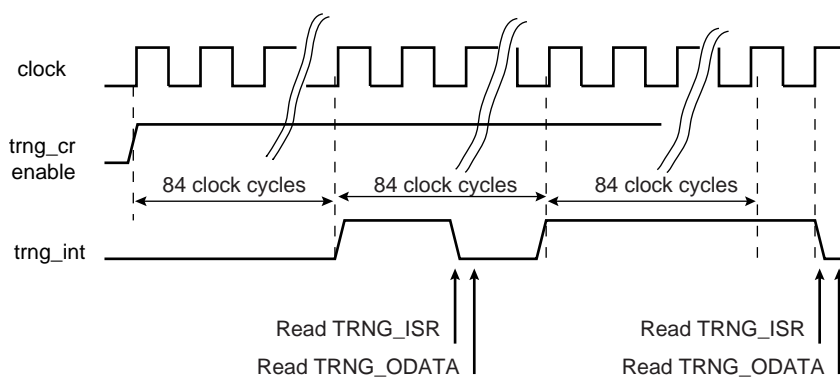 clock
trng_cr
enable
84 clock cycles
84 clock cycles
84 clock cycles
trng_int
Read TRNG_ISR
Read TRNG_ISR
Read TRNG_ODATA
Read TRNG_ODATA